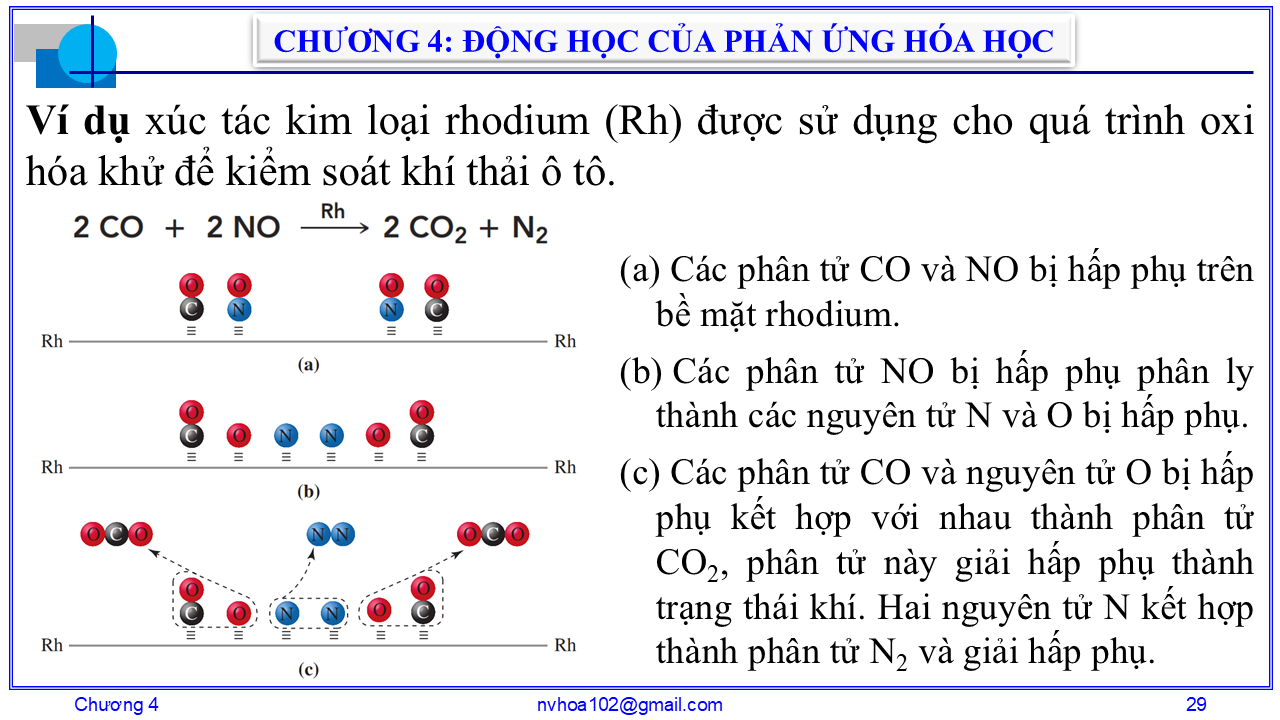 CHƯƠNG 4: ĐỘNG HỌC CỦA PHẢN ỨNG HÓA HỌC
Ví dụ xúc tác kim loại rhodium (Rh) được sử dụng cho quá trình oxi
hóa khử để kiểm soát khí thải ô tô.
Rh
2 CO + 2 NO ⟶ 2 CO₂ + N₂
O O O O
C N N C
≡ ≡ ≡ ≡
Rh Rh
(a)
O O
C O N N O C
≡ ≡ ≡ ≡ ≡ ≡
Rh Rh
(b)
O C O N N O C O
O O
C O N N O C
≡ ≡ ≡ ≡ ≡ ≡
Rh Rh
(c)
(a) Các phân tử CO và NO bị hấp phụ trên
bề mặt rhodium.
(b) Các phân tử NO bị hấp phụ phân ly
thành các nguyên tử N và O bị hấp phụ.
(c) Các phân tử CO và nguyên tử O bị hấp
phụ kết hợp với nhau thành phân tử
CO₂, phân tử này giải hấp phụ thành
trạng thái khí. Hai nguyên tử N kết hợp
thành phân tử N₂ và giải hấp phụ.
Chương 4
nvhoa102@gmail.com
29